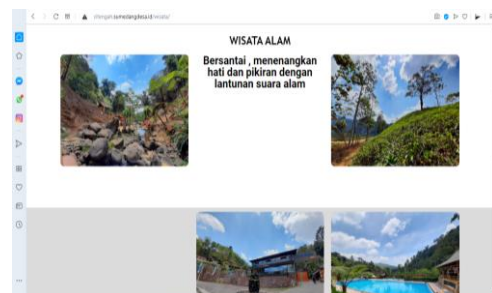 WISATA ALAM
Bersantai , menenangkan
hati dan pikiran dengan
lantunan suara alam